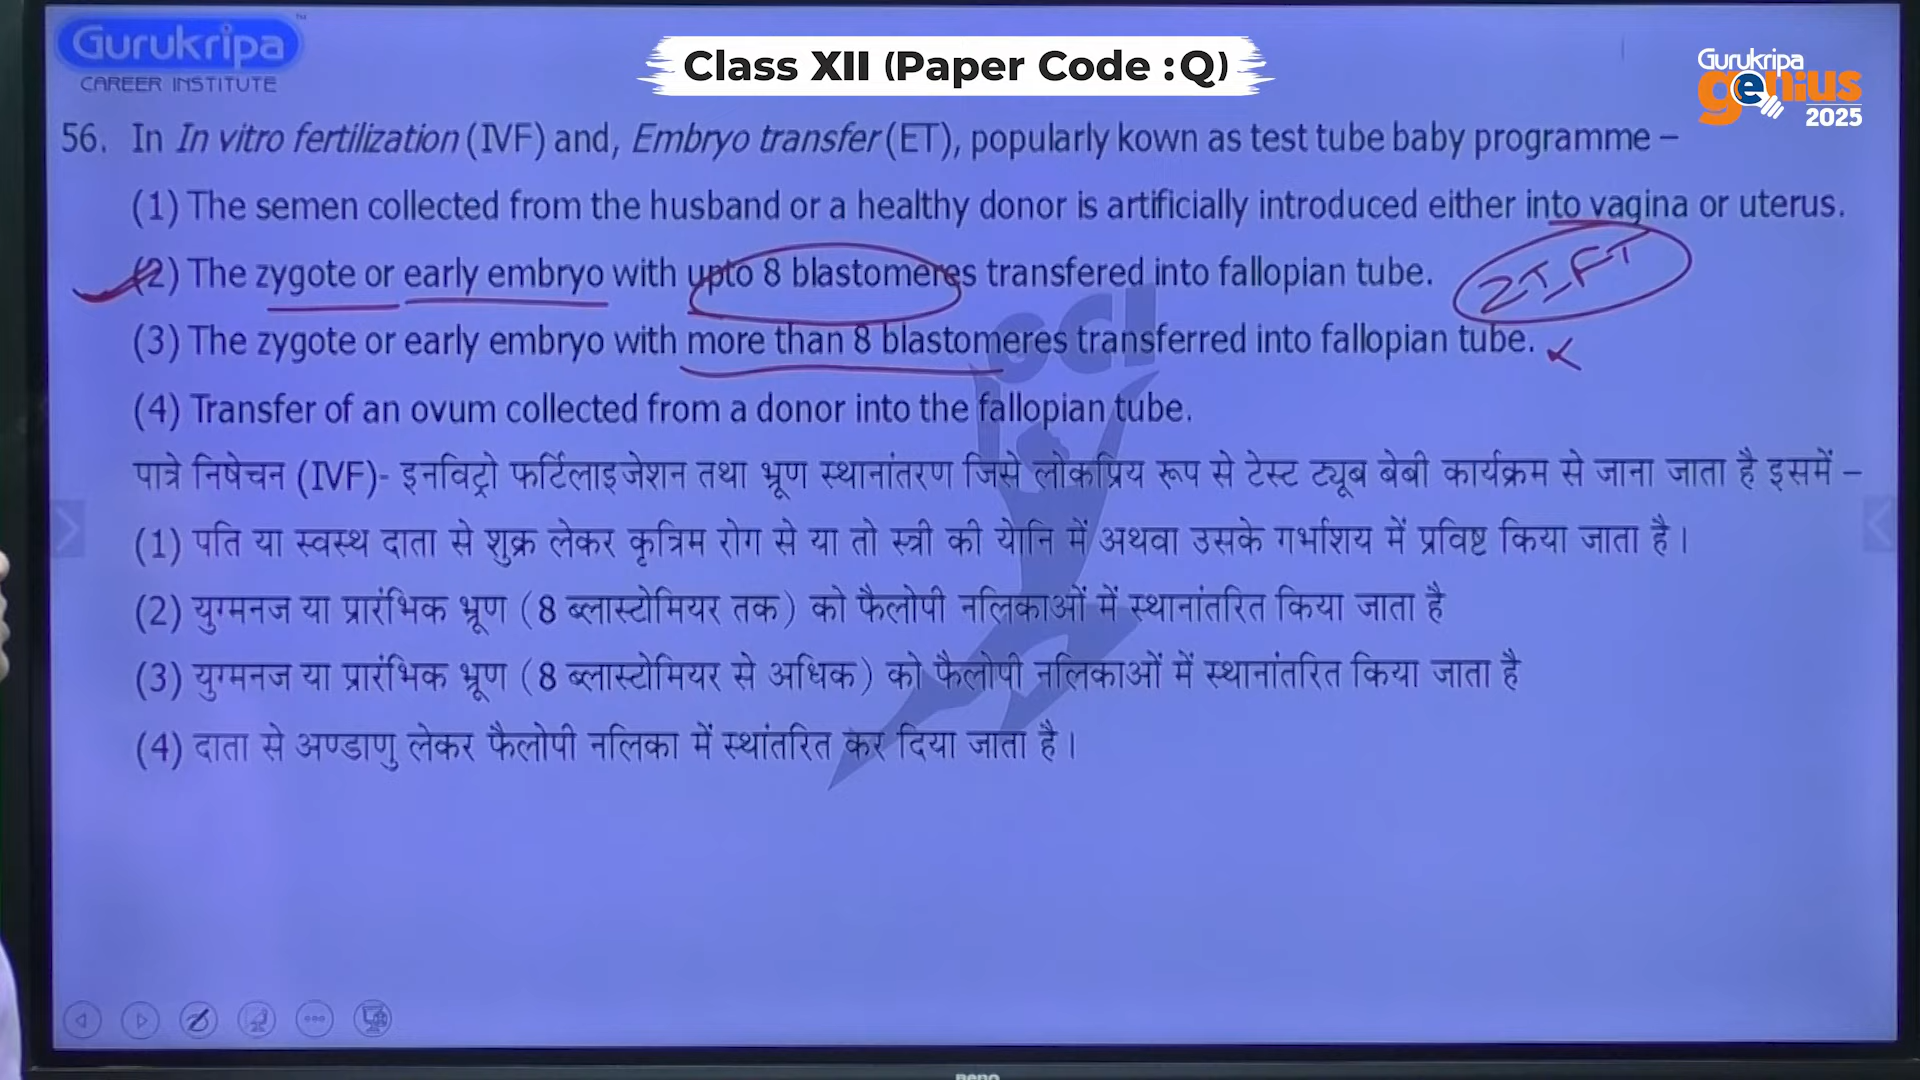 Gurukripa
CAREER INSTITUTE
Class XII (Paper Code : Q)
Gurukripa
genius
2025
56. In In vitro fertilization (IVF) and, Embryo transfer (ET), popularly kown as test tube baby programme –
(1) The semen collected from the husband or a healthy donor is artificially introduced either into vagina or uterus.
(2) The zygote or early embryo with upto 8 blastomeres transfered into fallopian tube.
ZIFT
(3) The zygote or early embryo with more than 8 blastomeres transferred into fallopian tube.
(4) Transfer of an ovum collected from a donor into the fallopian tube.
पात्रे निषेचन (IVF)- इनविट्रो फर्टिलाइजेशन तथा भ्रूण स्थानांतरण जिसे लोकप्रिय रूप से टेस्ट ट्यूब बेबी कार्यक्रम से जाना जाता है इसमें –
(1) पति या स्वस्थ दाता से शुक्र लेकर कृत्रिम रोग से या तो स्त्री की योनि में अथवा उसके गर्भाशय में प्रविष्ट किया जाता है।
(2) युग्मनज या प्रारंभिक भ्रूण (8 ब्लास्टोमियर तक) को फैलोपी नलिकाओं में स्थानांतरित किया जाता है
(3) युग्मनज या प्रारंभिक भ्रूण (8 ब्लास्टोमियर से अधिक) को फैलोपी नलिकाओं में स्थानांतरित किया जाता है
(4) दाता से अण्डाणु लेकर फैलोपी नलिका में स्थांतरित कर दिया जाता है।
GCI